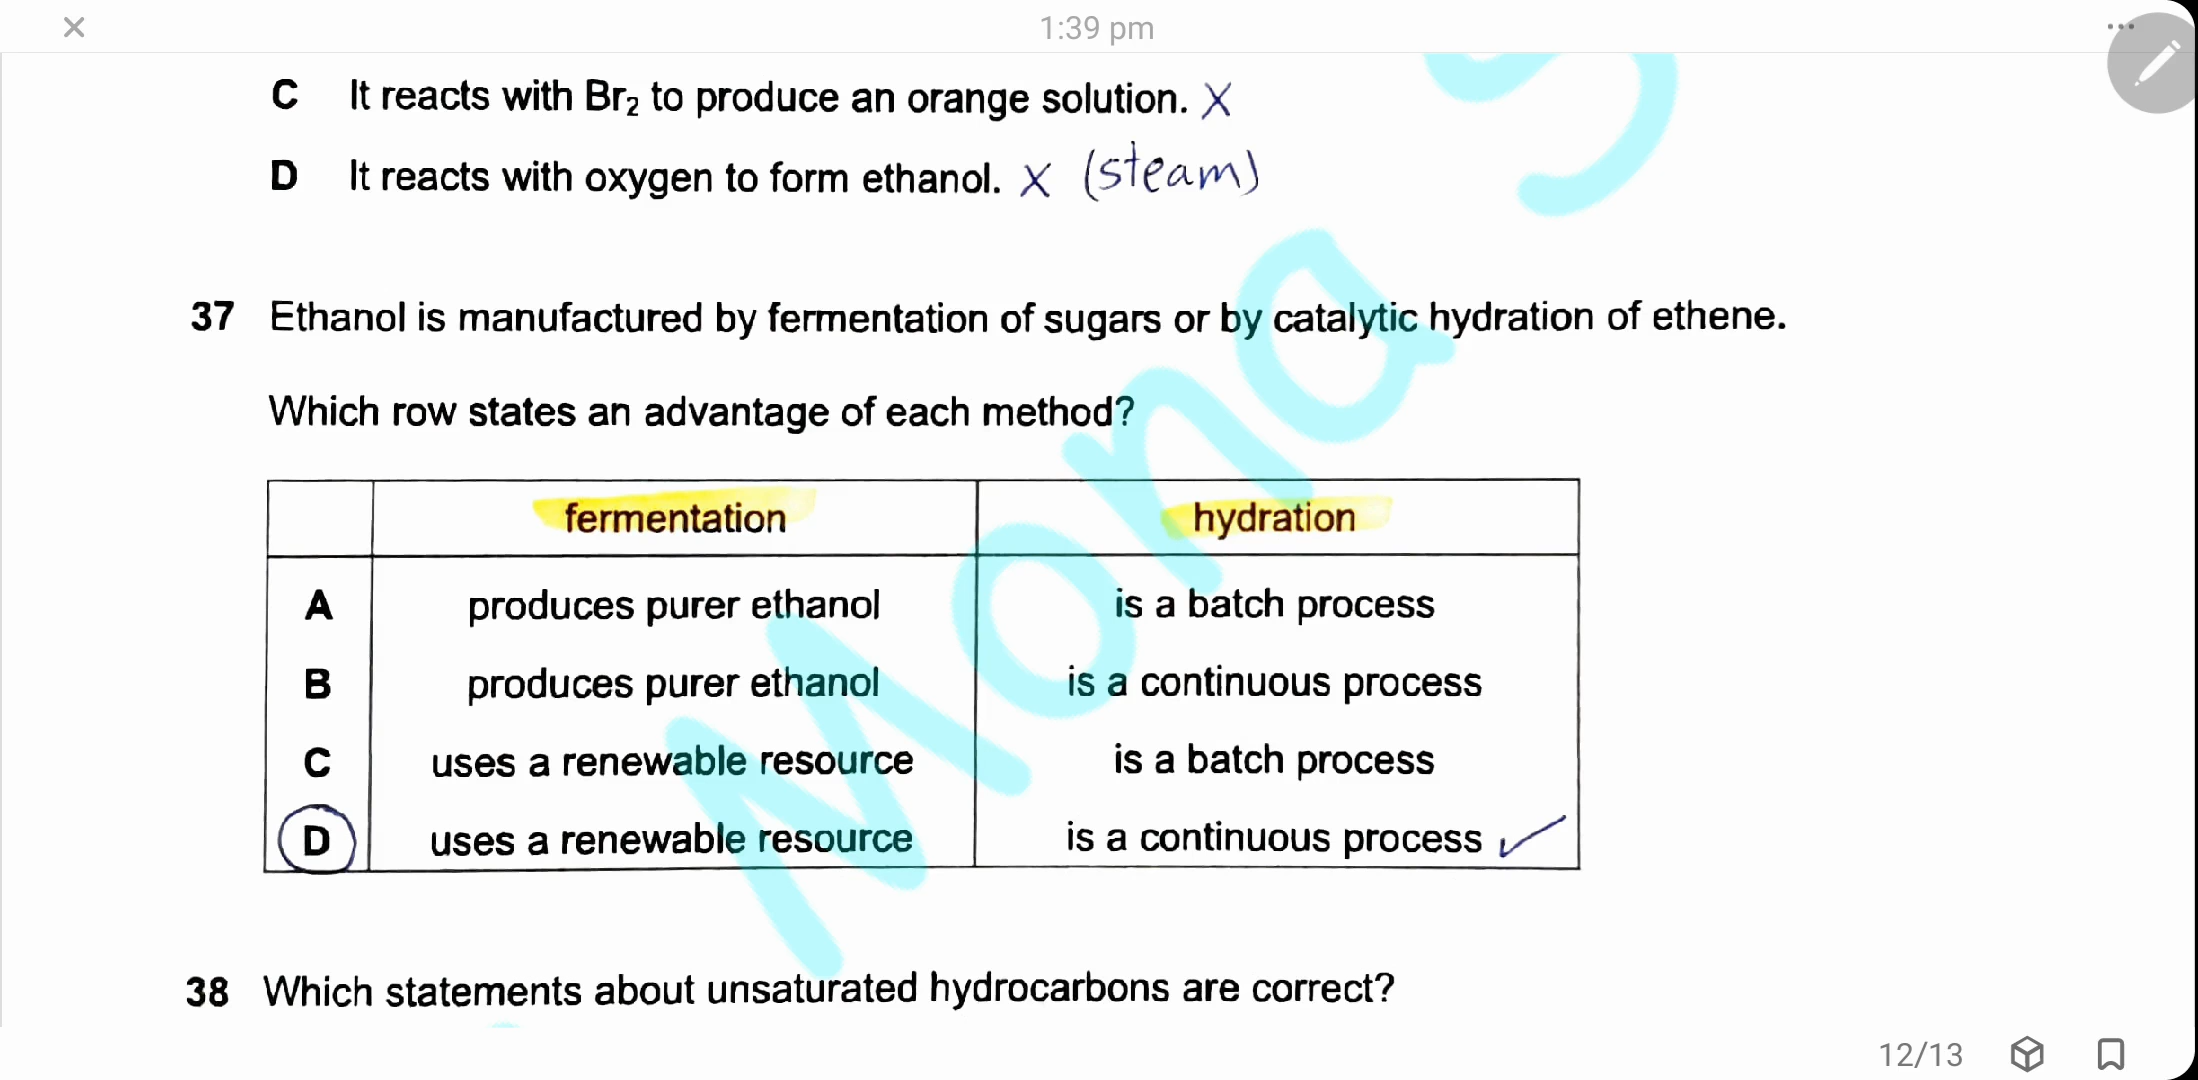 1:39 pm
C It reacts with Br₂ to produce an orange solution. X
D It reacts with oxygen to form ethanol. X (steam)
37 Ethanol is manufactured by fermentation of sugars or by catalytic hydration of ethene.
Which row states an advantage of each method?
fermentation hydration
A produces purer ethanol is a batch process
B produces purer ethanol is a continuous process
C uses a renewable resource is a batch process
D uses a renewable resource is a continuous process ✓
38 Which statements about unsaturated hydrocarbons are correct?
12/13
Mona S